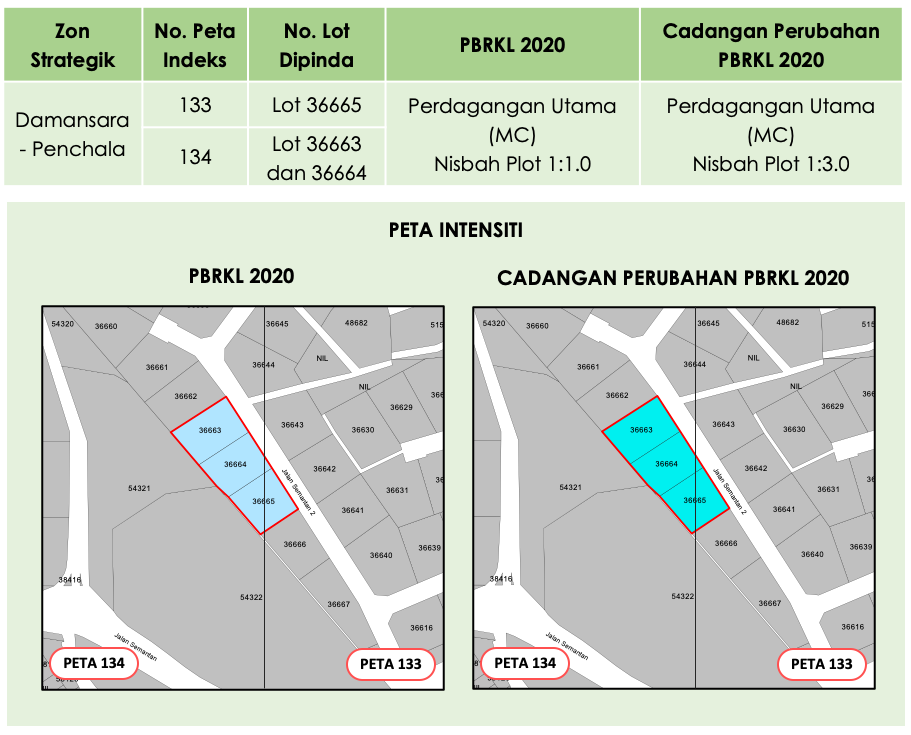 Zon
Strategik
No. Peta
Indeks
No. Lot
Dipinda
PBRKL 2020
Cadangan Perubahan
PBRKL 2020
Damansara
- Penchala
133
Lot 36665
134
Lot 36663
dan 36664
Perdagangan Utama
(MC)
Nisbah Plot 1:1.0
Perdagangan Utama
(MC)
Nisbah Plot 1:3.0
PETA INTENSITI
PBRKL 2020
54320
36660
36645
48682
515
36661
36644
NIL
36662
NIL
36629
36663
36643
36630
36664
36642
54321
Jalan Semantan 2
36631
36665
36641
36666
36640
36639
38416
54322
36667
36616
Jalan Semantan
PETA 134
PETA 133
CADANGAN PERUBAHAN PBRKL 2020
54320
36660
36645
48682
515
36661
36644
NIL
36662
NIL
36629
36663
36643
36630
36664
36642
54321
Jalan Semantan 2
36631
36665
36641
36666
36640
36639
38416
54322
36667
36616
Jalan Semantan
PETA 134
PETA 133